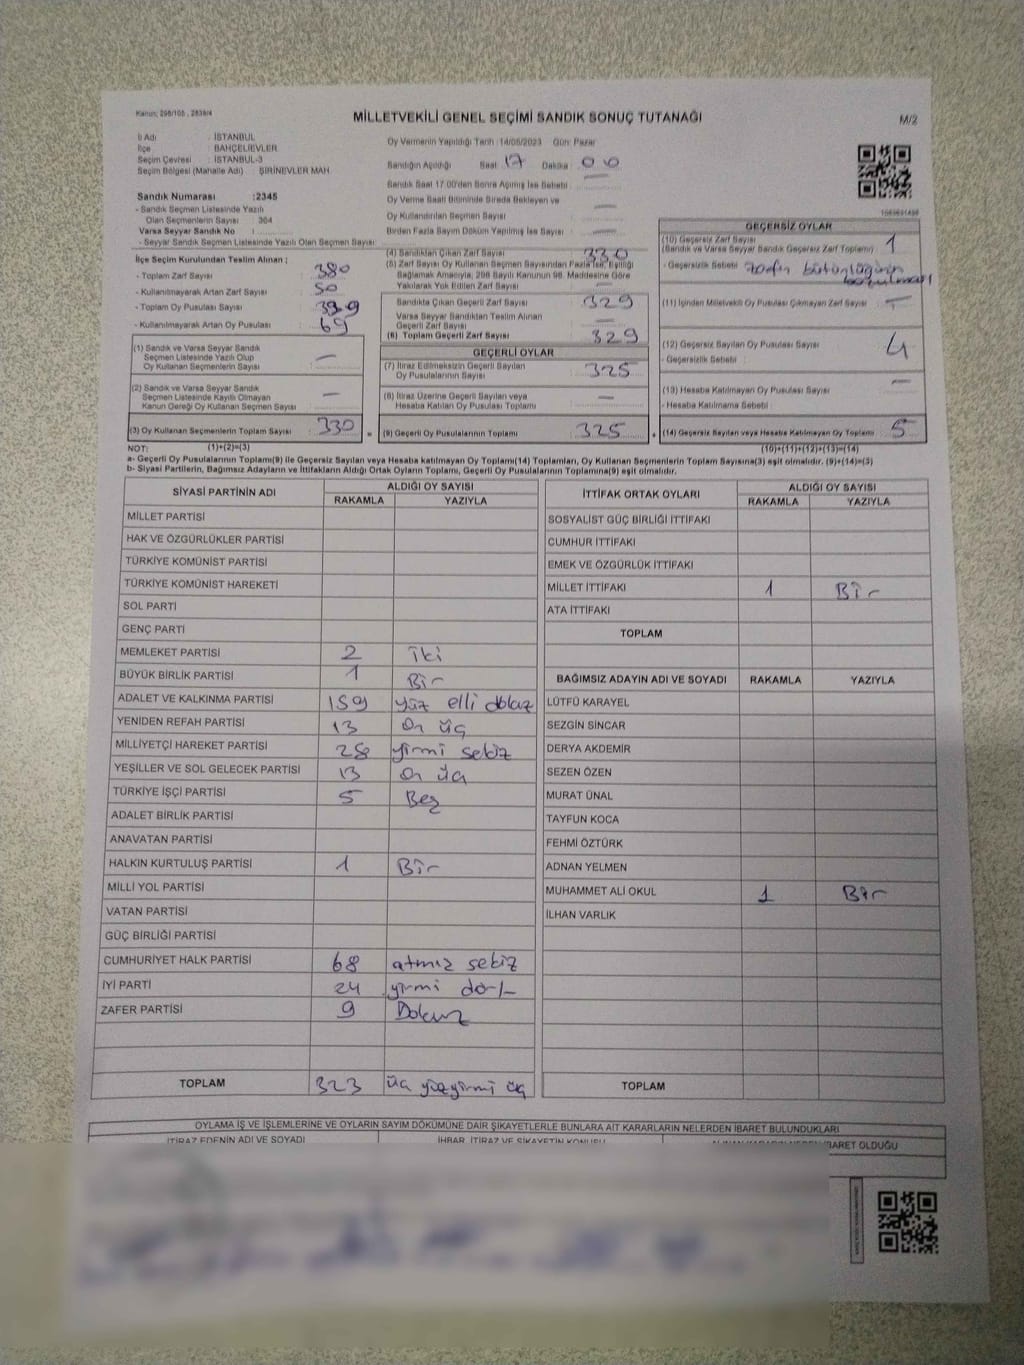 Kanun: 298/105 , 2839/4
MİLLETVEKİLİ GENEL SEÇİMİ SANDIK SONUÇ TUTANAĞI
M/2
İl Adı : İSTANBUL
İlçe : BAHÇELİEVLER
Seçim Çevresi : İSTANBUL-3
Seçim Bölgesi (Mahalle Adı) : ŞİRİNEVLER MAH.
Sandık Numarası :2345
- Sandık Seçmen Listesinde Yazılı
Olan Seçmenlerin Sayısı : 394
Varsa Seyyar Sandık No :
- Seyyar Sandık Seçmen Listesinde Yazılı Olan Seçmen Sayısı:
Oy Vermenin Yapıldığı Tarih :14/05/2023 Gün: Pazar
Sandığın Açıldığı Saat 17 Dakika : 00
Sandık Saat 17:00'den Sonra Açılmış İse Sebebi : —
Oy Verme Saati Bitiminde Sırada Bekleyen ve
Oy Kullandırılan Seçmen Sayısı : —
Birden Fazla Sayım Döküm Yapılmış İse Sayısı : —
İlçe Seçim Kurulundan Teslim Alınan ;
- Toplam Zarf Sayısı : 380
- Kullanılmayarak Artan Zarf Sayısı : 50
- Toplam Oy Pusulası Sayısı : 399
- Kullanılmayarak Artan Oy Pusulası : 69
(1) Sandık ve Varsa Seyyar Sandık
Seçmen Listesinde Yazılı Olup
Oy Kullanan Seçmenlerin Sayısı : —
(2) Sandık ve Varsa Seyyar Sandık
Seçmen Listesinde Kayıtlı Olmayan
Kanun Gereği Oy Kullanan Seçmen Sayısı : —
(3) Oy Kullanan Seçmenlerin Toplam Sayısı : 330
(4) Sandıktan Çıkan Zarf Sayısı : 330
(5) Zarf Sayısı Oy Kullanan Seçmen Sayısından Fazla İse, Eşitliği
Sağlamak Amacıyla, 298 Sayılı Kanunun 98. Maddesine Göre
Yakılarak Yok Edilen Zarf Sayısı : —
Sandıkta Çıkan Geçerli Zarf Sayısı : 329
Varsa Seyyar Sandıktan Teslim Alınan
Geçerli Zarf Sayısı : —
(6) Toplam Geçerli Zarf Sayısı : 329
GEÇERLİ OYLAR
(7) İtiraz Edilmeksizin Geçerli Sayılan
Oy Pusulalarının Sayısı : 325
(8) İtiraz Üzerine Geçerli Sayılan veya
Hesaba Katılan Oy Pusulası Toplamı : —
= (9) Geçerli Oy Pusulalarının Toplamı : 325
GEÇERSİZ OYLAR
(10) Geçersiz Zarf Sayısı : 1
(Sandık ve Varsa Seyyar Sandık Geçersiz Zarf Toplamı)
- Geçersizlik Sebebi : Zarfın bütünlüğünün
bozulması
(11) İçinden Milletvekili Oy Pusulası Çıkmayan Zarf Sayısı : —
(12) Geçersiz Sayılan Oy Pusulası Sayısı : 4
- Geçersizlik Sebebi :
(13) Hesaba Katılmayan Oy Pusulası Sayısı : —
- Hesaba Katılmama Sebebi :
+ (14) Geçersiz Sayılan veya Hesaba Katılmayan Oy Toplamı : 5
NOT: (1)+(2)=(3) (10)+(11)+(12)+(13)=(14)
a- Geçerli Oy Pusulalarının Toplamı(9) ile Geçersiz Sayılan veya Hesaba katılmayan Oy Toplamı(14) Toplamları, Oy Kullanan Seçmenlerin Toplam Sayısına(3) eşit olmalıdır. (9)+(14)=(3)
b- Siyasi Partilerin, Bağımsız Adayların ve İttifakların Aldığı Ortak Oyların Toplamı, Geçerli Oy Pusulalarının Toplamına(9) eşit olmalıdır.
SİYASİ PARTİNİN ADI ALDIĞI OY SAYISI
RAKAMLA YAZIYLA
MİLLET PARTİSİ
HAK VE ÖZGÜRLÜKLER PARTİSİ
TÜRKİYE KOMÜNİST PARTİSİ
TÜRKİYE KOMÜNİST HAREKETİ
SOL PARTİ
GENÇ PARTİ
MEMLEKET PARTİSİ 2 iki
BÜYÜK BİRLİK PARTİSİ 1 Bir
ADALET VE KALKINMA PARTİSİ 159 yüz elli dokuz
YENİDEN REFAH PARTİSİ 13 on üç
MİLLİYETÇİ HAREKET PARTİSİ 28 yirmi sekiz
YEŞİLLER VE SOL GELECEK PARTİSİ 13 on üç
TÜRKİYE İŞÇİ PARTİSİ 5 Beş
ADALET BİRLİK PARTİSİ
ANAVATAN PARTİSİ
HALKIN KURTULUŞ PARTİSİ 1 Bir
MİLLİ YOL PARTİSİ
VATAN PARTİSİ
GÜÇ BİRLİĞİ PARTİSİ
CUMHURİYET HALK PARTİSİ 68 atmız sekiz
İYİ PARTİ 24 yirmi dört
ZAFER PARTİSİ 9 Dokuz
TOPLAM 323 üç yüz yirmi üç
İTTİFAK ORTAK OYLARI ALDIĞI OY SAYISI
RAKAMLA YAZIYLA
SOSYALİST GÜÇ BİRLİĞİ İTTİFAKI
CUMHUR İTTİFAKI
EMEK VE ÖZGÜRLÜK İTTİFAKI
MİLLET İTTİFAKI 1 Bir
ATA İTTİFAKI
TOPLAM
BAĞIMSIZ ADAYIN ADI VE SOYADI RAKAMLA YAZIYLA
LÜTFÜ KARAYEL
SEZGİN SİNCAR
DERYA AKDEMİR
SEZEN ÖZEN
MURAT ÜNAL
TAYFUN KOCA
FEHMİ ÖZTÜRK
ADNAN YELMEN
MUHAMMET ALİ OKUL 1 Bir
İLHAN VARLIK
TOPLAM
OYLAMA İŞ VE İŞLEMLERİNE VE OYLARIN SAYIM DÖKÜMÜNE DAİR ŞİKAYETLERLE BUNLARA AİT KARARLARIN NELERDEN İBARET BULUNDUKLARI
İTİRAZ EDENİN ADI VE SOYADI İHBAR, İTİRAZ VE ŞİKAYETİN KONUSU İBARET OLDUĞU